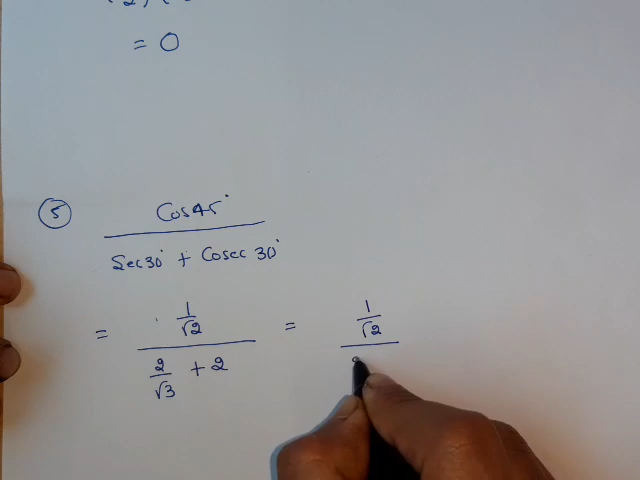 = 0
5 Cos45°
Sec30° + Cosec 30°
= 1/√2 = 1/√2
2/√3 + 2